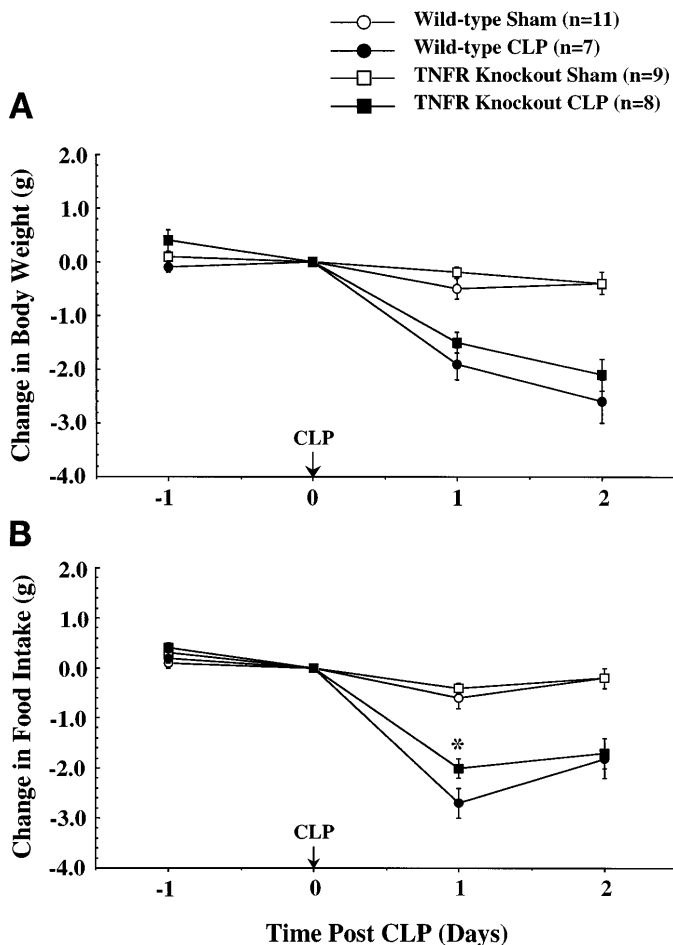 Wild-type Sham (n=11)
Wild-type CLP (n=7)
TNFR Knockout Sham (n=9)
TNFR Knockout CLP (n=8)
A
Change in Body Weight (g)
2.0
1.0
0.0
-1.0
-2.0
-3.0
-4.0
CLP
-1 0 1 2
B
Change in Food Intake (g)
2.0
1.0
0.0
-1.0
-2.0
-3.0
-4.0
*
CLP
-1 0 1 2
Time Post CLP (Days)